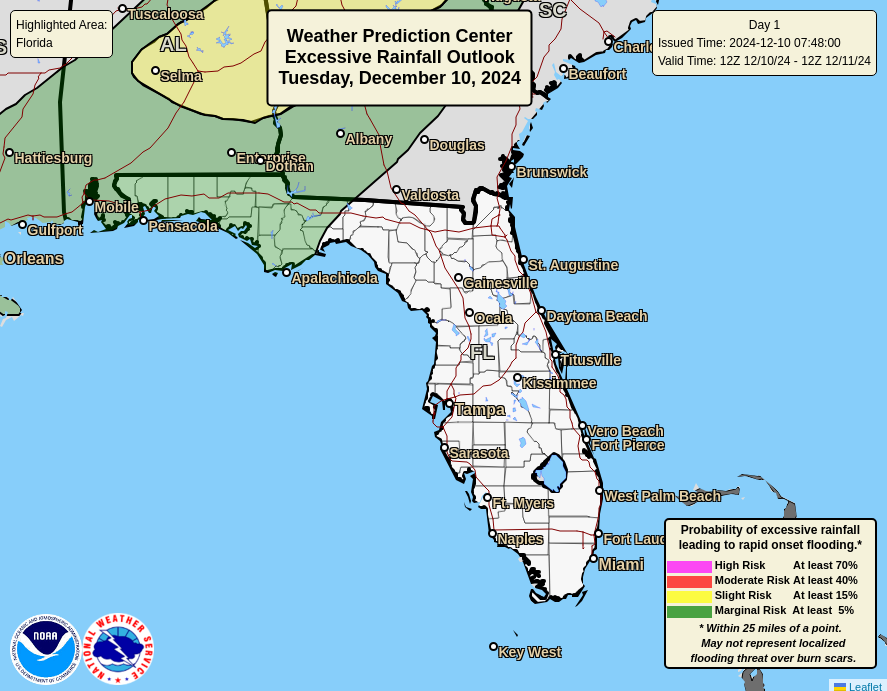 Highlighted Area:
Florida
Weather Prediction Center
Excessive Rainfall Outlook
Tuesday, December 10, 2024
Day 1
Issued Time: 2024-12-10 07:48:00
Valid Time: 12Z 12/10/24 - 12Z 12/11/24
Tuscaloosa
SC
AL
Selma
Beaufort
Albany
Douglas
Hattiesburg
Enterprise
Dothan
Brunswick
Valdosta
Mobile
Pensacola
Gulfport
Orleans
St. Augustine
Apalachicola
Gainesville
Ocala
Daytona Beach
FL
Titusville
Kissimmee
Tampa
Vero Beach
Fort Pierce
Sarasota
West Palm Beach
Ft. Myers
Naples
Fort Laud
Miami
Key West
Probability of excessive rainfall
leading to rapid onset flooding.*
High Risk At least 70%
Moderate Risk At least 40%
Slight Risk At least 15%
Marginal Risk At least 5%
* Within 25 miles of a point.
May not represent localized
flooding threat over burn scars.
NOAA
NATIONAL WEATHER SERVICE
Leaflet